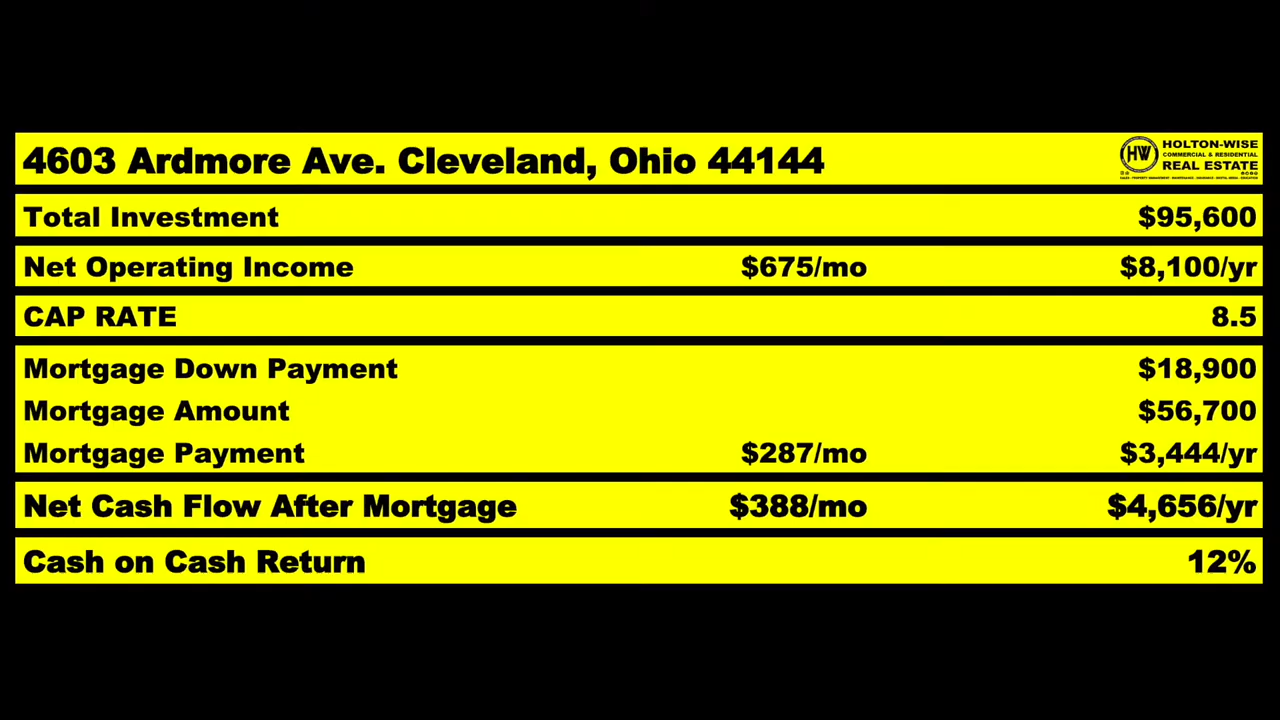 4603 Ardmore Ave. Cleveland, Ohio 44144
HW
HOLTON-WISE
COMMERCIAL & RESIDENTIAL
REAL ESTATE
Total Investment $95,600
Net Operating Income $675/mo $8,100/yr
CAP RATE 8.5
Mortgage Down Payment $18,900
Mortgage Amount $56,700
Mortgage Payment $287/mo $3,444/yr
Net Cash Flow After Mortgage $388/mo $4,656/yr
Cash on Cash Return 12%